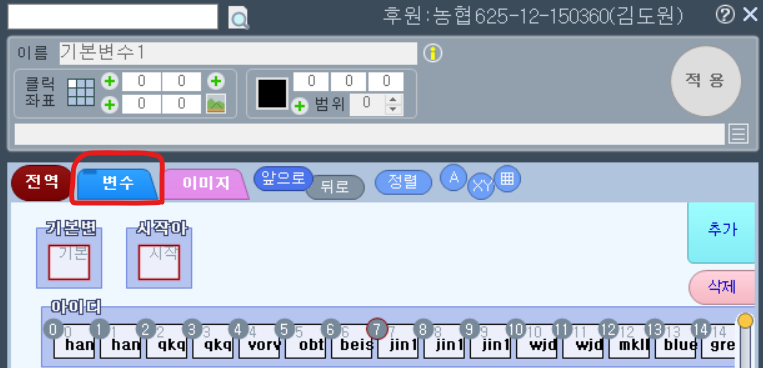 후원:농협625-12-150360(김도원)
이름 기본변수1
클릭 좌표 0 0 0 0
0 0 0
범위 0
적용
전역 변수 이미지 앞으로 뒤로 정렬 A XY
기본변 시작아 추가
기본 시작
삭제
아이디
0 1 2 3 4 5 6 7 8 9 10 11 12 13 14
han han qkq qkq vorv obt beis jin1 jin1 jin1 wjd wjd mkll blue gre